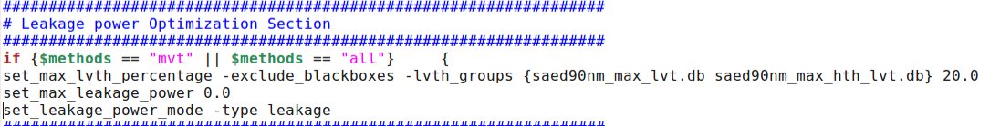 ##################################################################
# Leakage power Optimization Section
##################################################################
if {$methods == "mvt" || $methods == "all"}     {
set_max_lvth_percentage -exclude_blackboxes -lvth_groups {saed90nm_max_lvt.db saed90nm_max_hth_lvt.db} 20.0
set_max_leakage_power 0.0
set_leakage_power_mode -type leakage
##################################################################